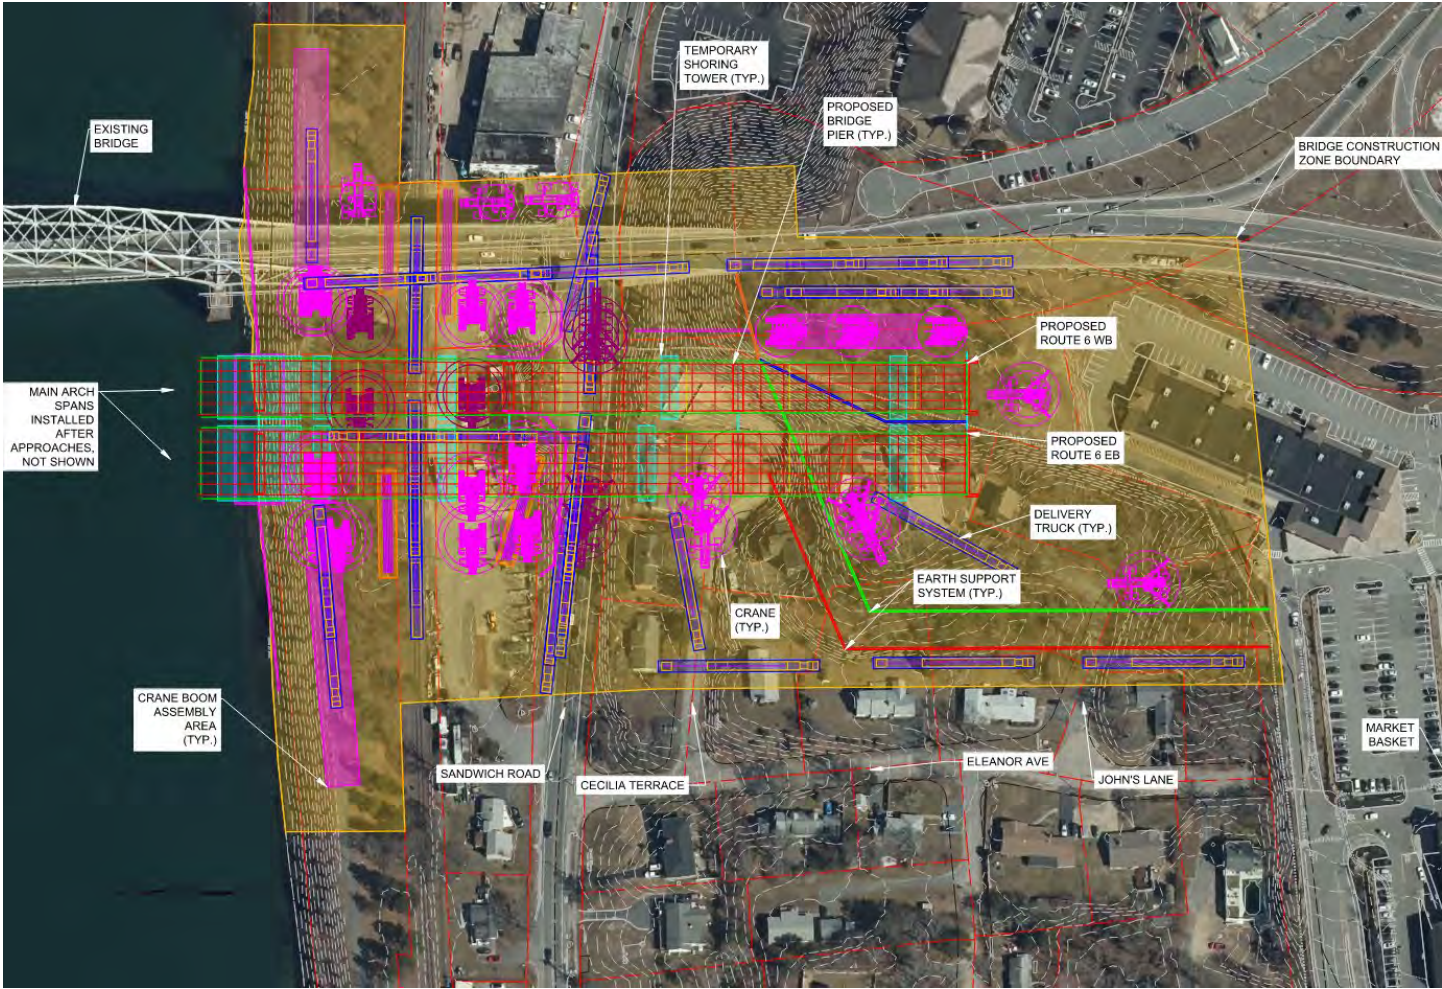 TEMPORARY
SHORING
TOWER (TYP.)
PROPOSED
BRIDGE
PIER (TYP.)
EXISTING
BRIDGE
BRIDGE CONSTRUCTION
ZONE BOUNDARY
PROPOSED
ROUTE 6 WB
MAIN ARCH
SPANS
INSTALLED
AFTER
APPROACHES,
NOT SHOWN
PROPOSED
ROUTE 6 EB
DELIVERY
TRUCK (TYP.)
EARTH SUPPORT
SYSTEM (TYP.)
CRANE
(TYP.)
CRANE BOOM
ASSEMBLY
AREA
(TYP.)
MARKET
BASKET
SANDWICH ROAD
CECILIA TERRACE
ELEANOR AVE
JOHN'S LANE